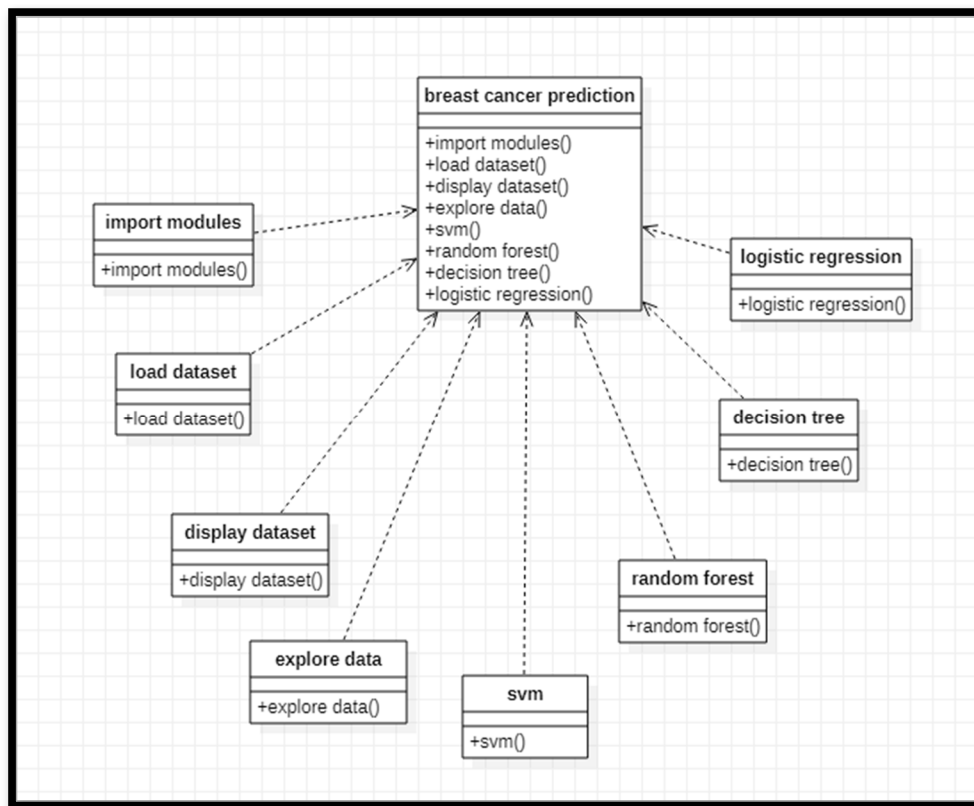 breast cancer prediction
+import modules()
+load dataset()
+display dataset()
+explore data()
+svm()
+random forest()
+decision tree()
+logistic regression()
import modules
+import modules()
logistic regression
+logistic regression()
load dataset
+load dataset()
decision tree
+decision tree()
display dataset
+display dataset()
random forest
+random forest()
explore data
+explore data()
svm
+svm()